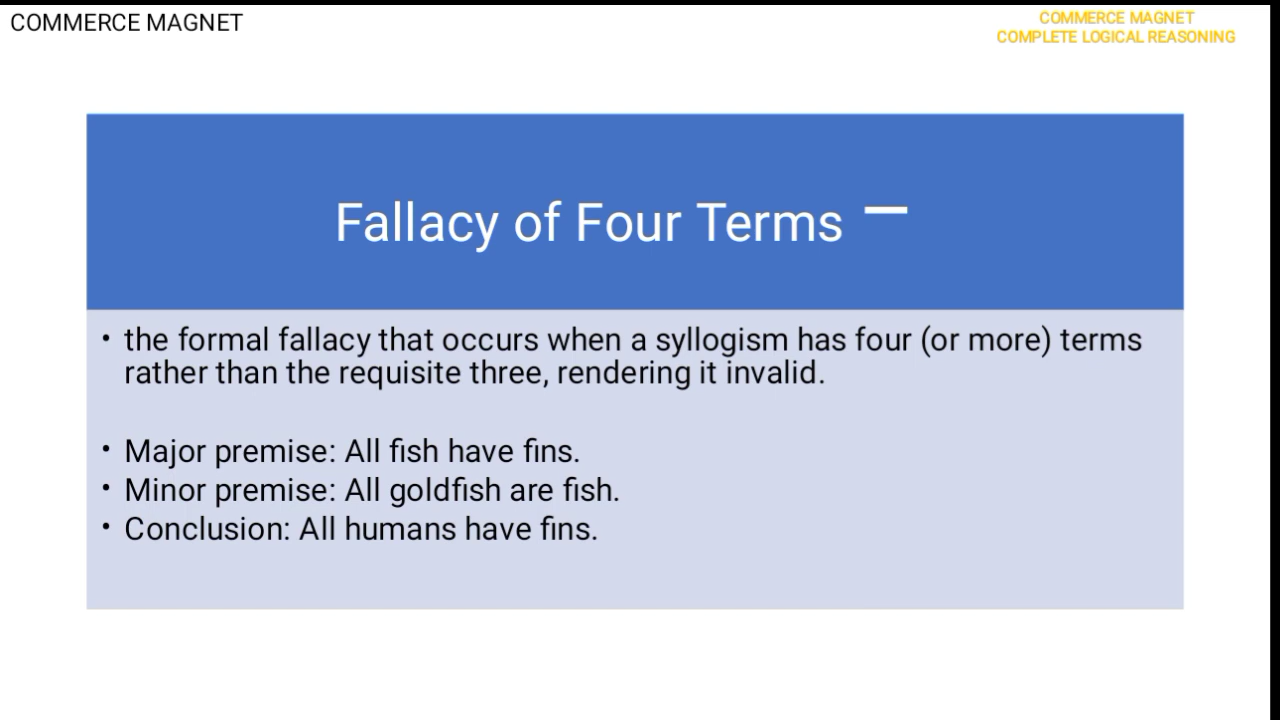 COMMERCE MAGNET
COMMERCE MAGNET
COMPLETE LOGICAL REASONING
Fallacy of Four Terms –
• the formal fallacy that occurs when a syllogism has four (or more) terms
rather than the requisite three, rendering it invalid.
• Major premise: All fish have fins.
• Minor premise: All goldfish are fish.
• Conclusion: All humans have fins.